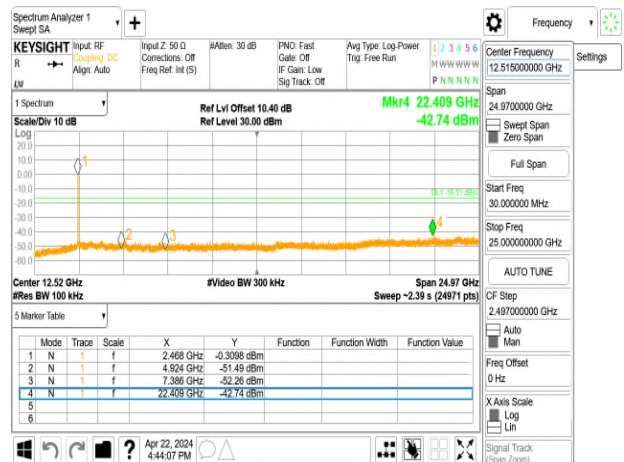 Spectrum Analyzer 1
Swept SA
Frequency
KEYSIGHT
R
Input: RF
Coupling: DC
Align: Auto
Input Z: 50 Ω
Corrections: Off
Freq Ref: Int (S)
#Atten: 30 dB
PNO: Fast
Gate: Off
IF Gain: Low
Sig Track: Off
Avg Type: Log-Power
Trig: Free Run
1 2 3 4 5 6
M W W W W W
P N N N N N
1 Spectrum
Scale/Div 10 dB
Ref Lvl Offset 10.40 dB
Ref Level 30.00 dBm
Mkr4 22.409 GHz
-42.74 dBm
Log
20.0
10.0
0.00
-10.0
-20.0
-30.0
-40.0
-50.0
-60.0
1
2
3
4
DL1 -16.31 dBm
Center 12.52 GHz
#Res BW 100 kHz
#Video BW 300 kHz
Span 24.97 GHz
Sweep ~2.39 s (24971 pts)
5 Marker Table
Mode Trace Scale X Y Function Function Width Function Value
1 N 1 f 2.468 GHz -0.3098 dBm
2 N 1 f 4.924 GHz -51.49 dBm
3 N 1 f 7.386 GHz -52.26 dBm
4 N 1 f 22.409 GHz -42.74 dBm
5
6
?
Apr 22, 2024
4:44:07 PM
Center Frequency
12.515000000 GHz
Settings
Span
24.9700000 GHz
Swept Span
Zero Span
Full Span
Start Freq
30.000000 MHz
Stop Freq
25.000000000 GHz
AUTO TUNE
CF Step
2.497000000 GHz
Auto
Man
Freq Offset
0 Hz
X Axis Scale
Log
Lin
Signal Track
(Span Zoom)